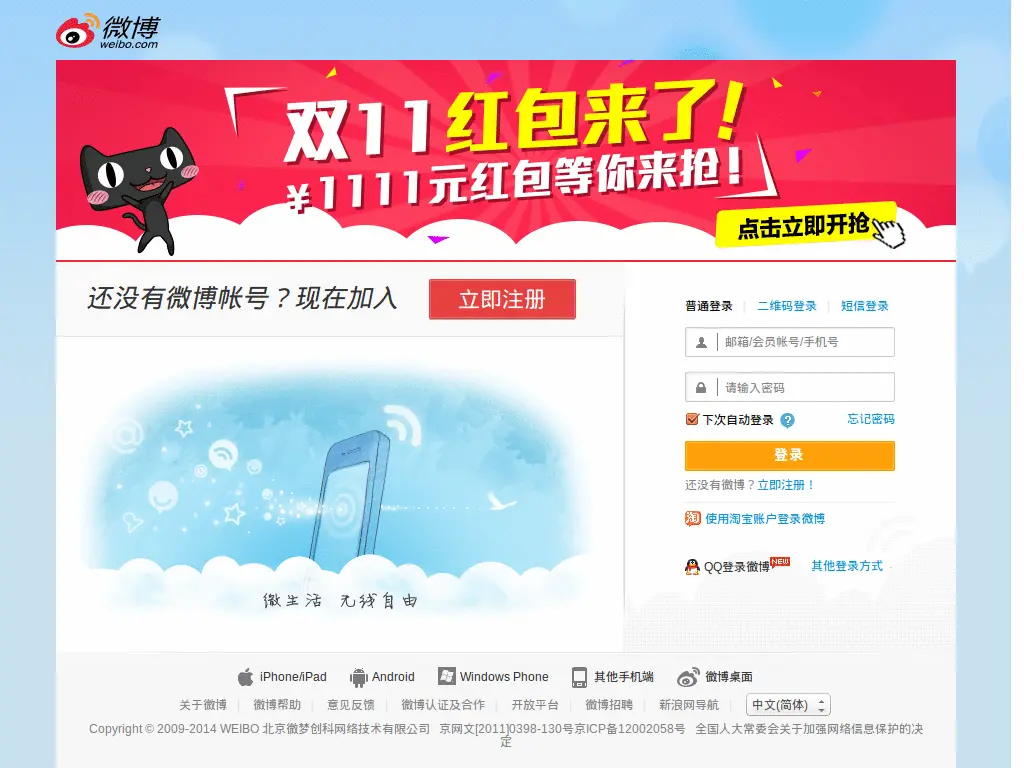 微博
weibo.com
双11红包来了!
¥1111元红包等你来抢!
点击立即开抢
还没有微博帐号？现在加入
立即注册
普通登录 二维码登录 短信登录
邮箱/会员帐号/手机号
请输入密码
下次自动登录 ? 忘记密码
登录
还没有微博？立即注册！
淘 使用淘宝账户登录微博
QQ登录微博 NEW 其他登录方式
微生活 无线自由
iPhone/iPad Android Windows Phone 其他手机端 微博桌面
关于微博 微博帮助 意见反馈 微博认证及合作 开放平台 微博招聘 新浪网导航 中文(简体)
Copyright © 2009-2014 WEIBO 北京微梦创科网络技术有限公司 京网文[2011]0398-130号京ICP备12002058号 全国人大常委会关于加强网络信息保护的决
定